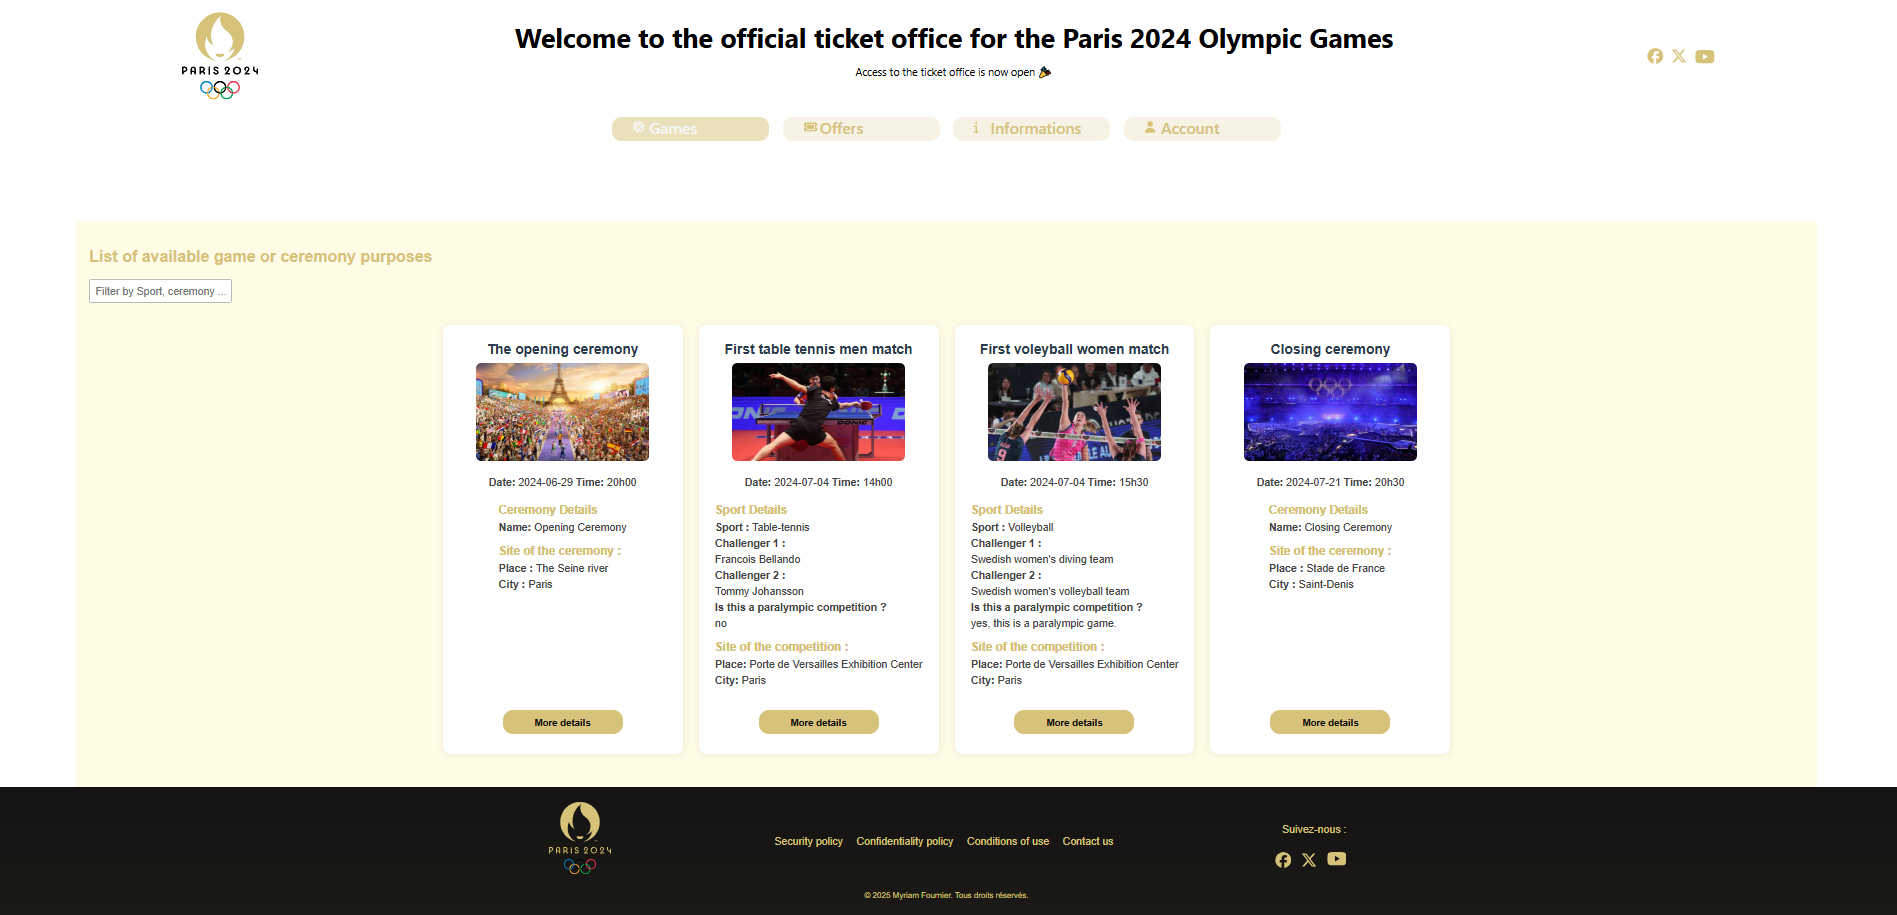 PARIS 2024
Welcome to the official ticket office for the Paris 2024 Olympic Games
Access to the ticket office is now open
Games
Offers
Informations
Account
List of available game or ceremony purposes
Filter by Sport, ceremony ...
The opening ceremony
Date: 2024-06-29 Time: 20h00
Ceremony Details
Name: Opening Ceremony
Site of the ceremony :
Place : The Seine river
City : Paris
More details
First table tennis men match
DONIC
Date: 2024-07-04 Time: 14h00
Sport Details
Sport : Table-tennis
Challenger 1 :
Francois Bellando
Challenger 2 :
Tommy Johansson
Is this a paralympic competition ?
no
Site of the competition :
Place: Porte de Versailles Exhibition Center
City: Paris
More details
First voleyball women match
Date: 2024-07-04 Time: 15h30
Sport Details
Sport : Volleyball
Challenger 1 :
Swedish women's diving team
Challenger 2 :
Swedish women's volleyball team
Is this a paralympic competition ?
yes, this is a paralympic game.
Site of the competition :
Place: Porte de Versailles Exhibition Center
City: Paris
More details
Closing ceremony
Date: 2024-07-21 Time: 20h30
Ceremony Details
Name: Closing Ceremony
Site of the ceremony :
Place : Stade de France
City : Saint-Denis
More details
PARIS 2024
Security policy
Confidentiality policy
Conditions of use
Contact us
Suivez-nous :
© 2025 Myriam Fournier. Tous droits réservés.